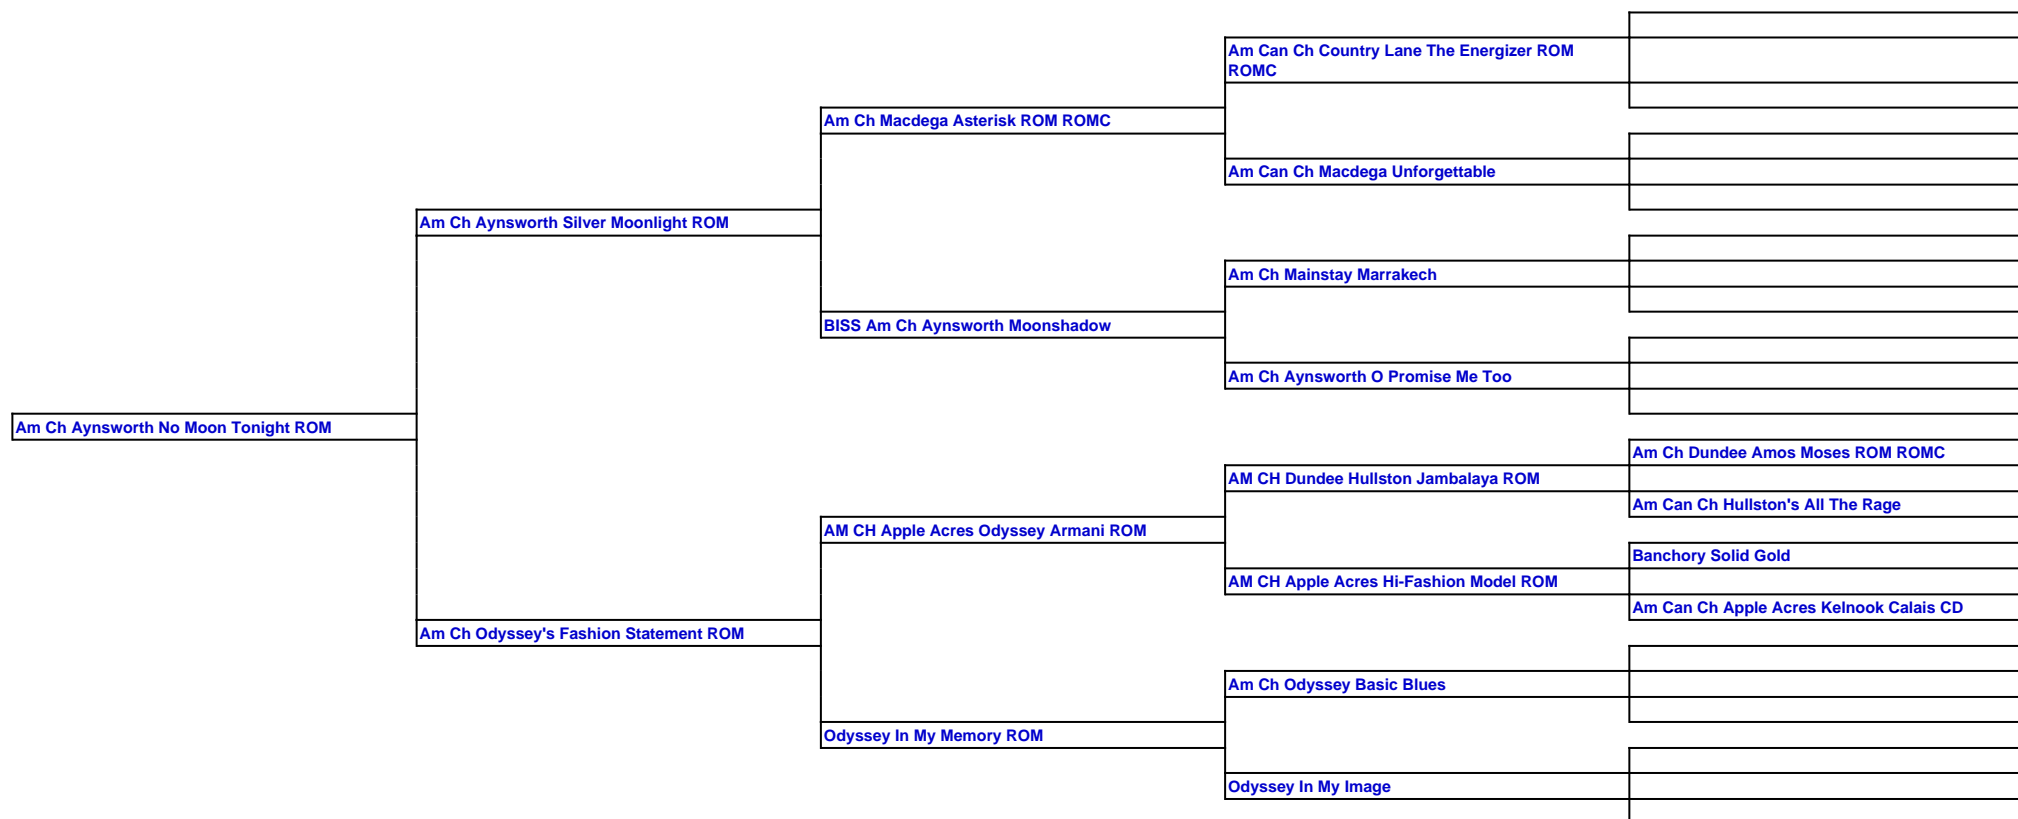 Am Can Ch Country Lane The Energizer ROM
ROMC
Am Ch Macdega Asterisk ROM ROMC
Am Can Ch Macdega Unforgettable
Am Ch Aynsworth Silver Moonlight ROM
Am Ch Mainstay Marrakech
BISS Am Ch Aynsworth Moonshadow
Am Ch Aynsworth O Promise Me Too
Am Ch Aynsworth No Moon Tonight ROM
Am Ch Dundee Amos Moses ROM ROMC
AM CH Dundee Hullston Jambalaya ROM
Am Can Ch Hullston's All The Rage
AM CH Apple Acres Odyssey Armani ROM
Banchory Solid Gold
AM CH Apple Acres Hi-Fashion Model ROM
Am Can Ch Apple Acres Kelnook Calais CD
Am Ch Odyssey's Fashion Statement ROM
Am Ch Odyssey Basic Blues
Odyssey In My Memory ROM
Odyssey In My Image